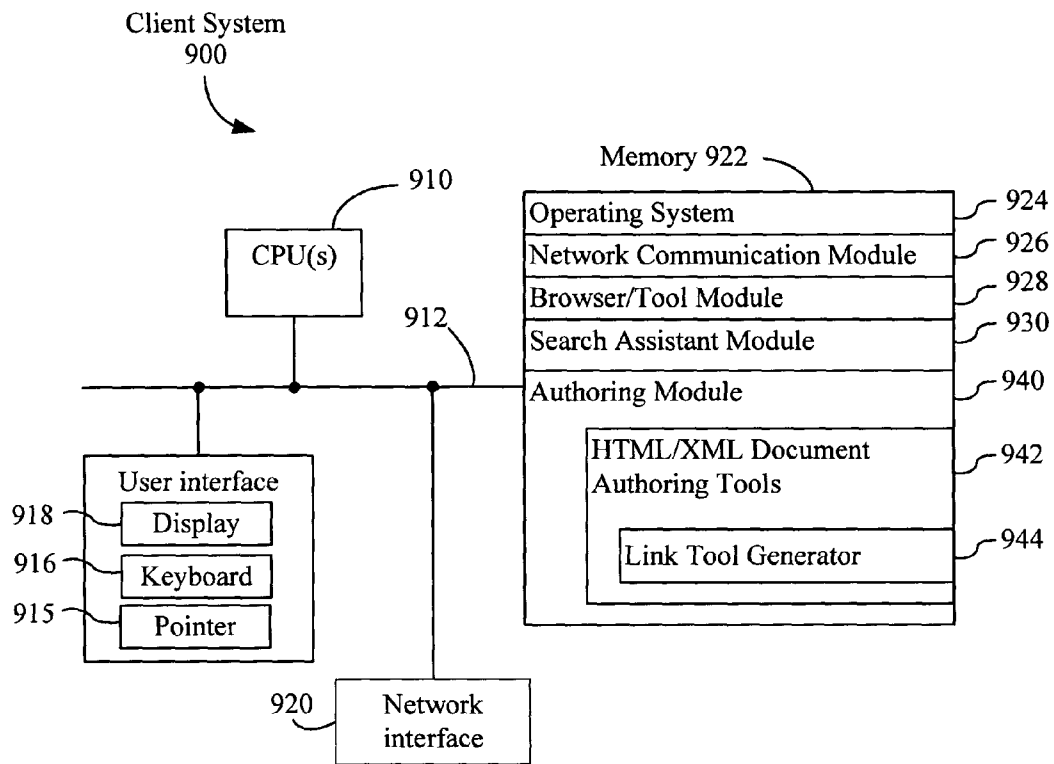 Client System
900
910
CPU(s)
912
Memory 922
Operating System
924
Network Communication Module
926
Browser/Tool Module
928
Search Assistant Module
930
Authoring Module
940
HTML/XML Document
Authoring Tools
942
Link Tool Generator
944
User interface
918
Display
916
Keyboard
915
Pointer
920
Network
interface